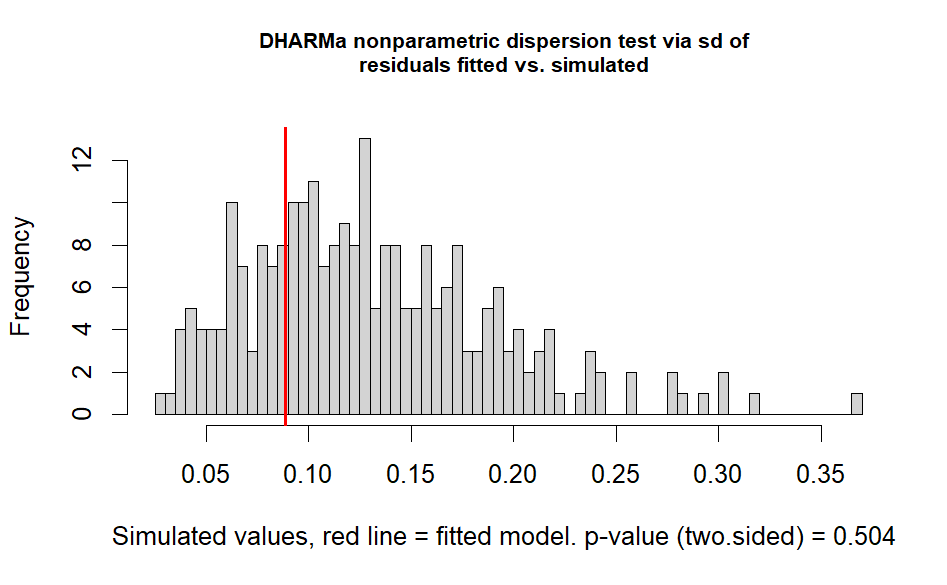 DHARMa nonparametric dispersion test via sd of
residuals fitted vs. simulated
Frequency
12
8
6
4
2
0
0.05 0.10 0.15 0.20 0.25 0.30 0.35
Simulated values, red line = fitted model. p-value (two.sided) = 0.504